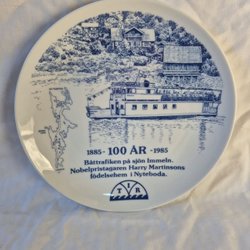 1885- 100 ÅR -1985
Båttrafiken på sjön Immeln.
Nobelpristagaren Harry Martinsons
födelsehem i Nyteboda.
T I R